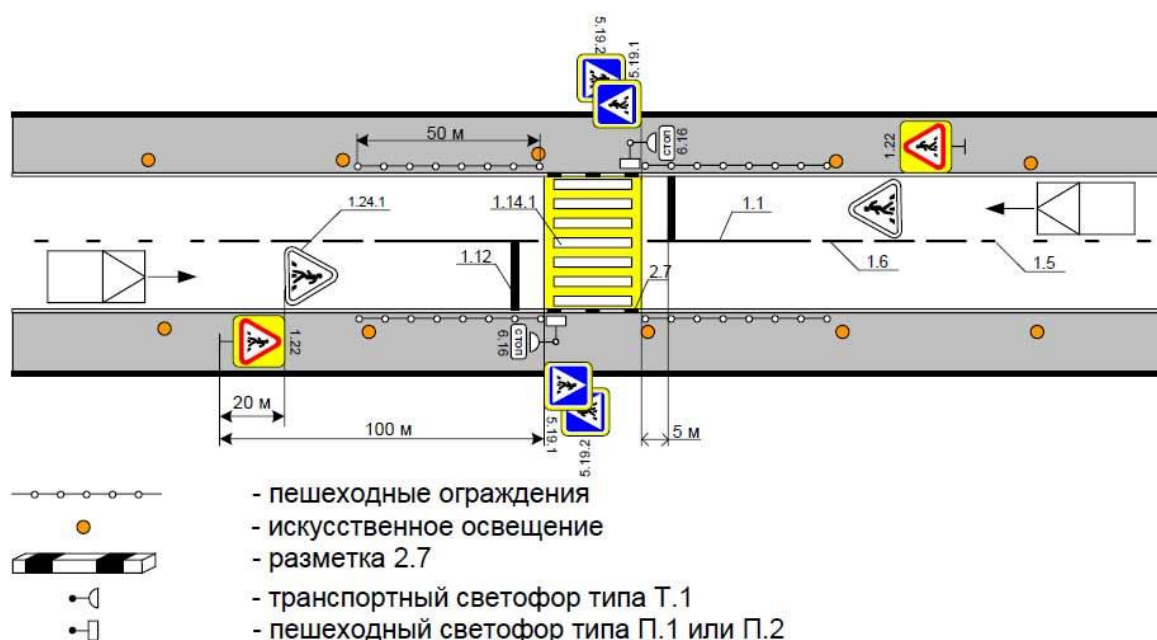 5.19.2
5.19.1
50 м
стоп
6.16
1.22
1.24.1
1.14.1
1.1
1.12
2.7
1.6
1.5
1.22
стоп
6.16
20 м
100 м
5.19.1
5.19.2
5 м
- пешеходные ограждения
- искусственное освещение
- разметка 2.7
- транспортный светофор типа Т.1
- пешеходный светофор типа П.1 или П.2